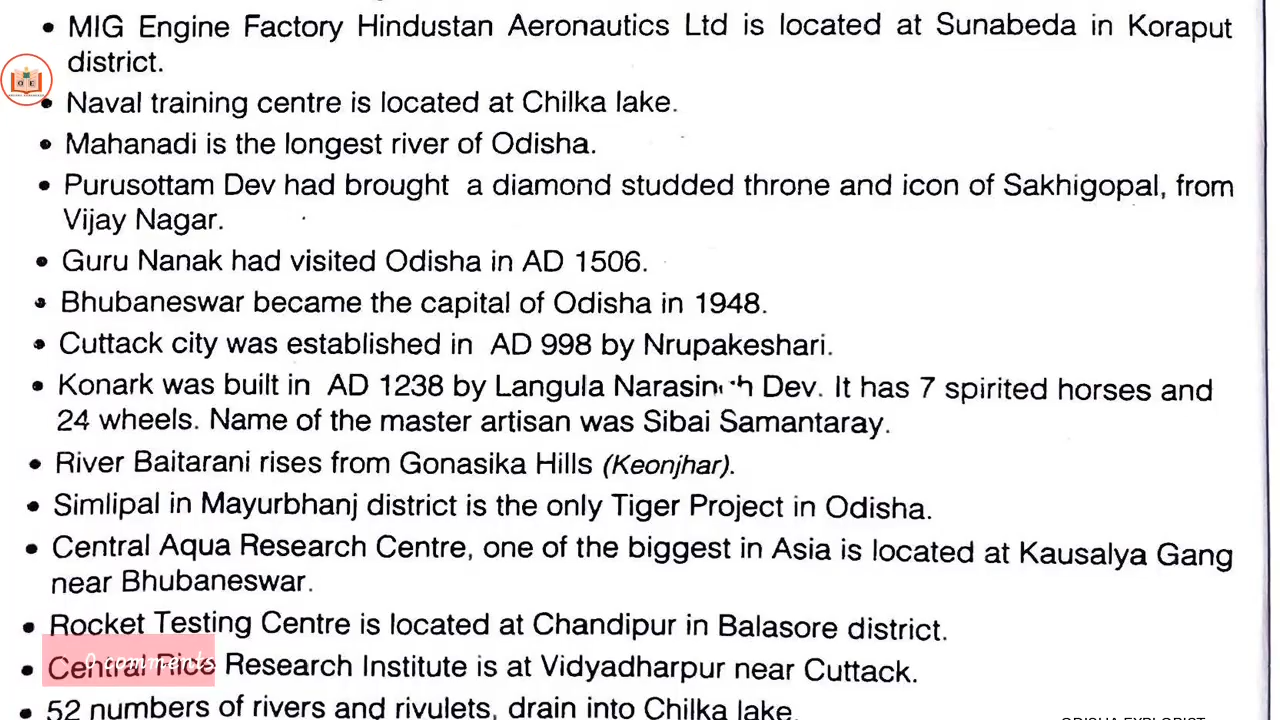 • MIG Engine Factory Hindustan Aeronautics Ltd is located at Sunabeda in Koraput
district.
O E
• Naval training centre is located at Chilka lake.
• Mahanadi is the longest river of Odisha.
• Purusottam Dev had brought a diamond studded throne and icon of Sakhigopal, from
Vijay Nagar.
• Guru Nanak had visited Odisha in AD 1506.
• Bhubaneswar became the capital of Odisha in 1948.
• Cuttack city was established in AD 998 by Nrupakeshari.
• Konark was built in AD 1238 by Langula Dev. It has 7 spirited horses and
24 wheels. Name of the master artisan was Sibai Samantaray.
• River Baitarani rises from Gonasika Hills (Keonjhar).
• Simlipal in Mayurbhanj district is the only Tiger Project in Odisha.
• Central Aqua Research Centre, one of the biggest in Asia is located at Kausalya Gang
near Bhubaneswar.
• Rocket Testing Centre is located at Chandipur in Balasore district.
0 comments
• Central Rice Research Institute is at Vidyadharpur near Cuttack.
• 52 numbers of rivers and rivulets, drain into Chilka lake.
ODISHA EXPLORIST